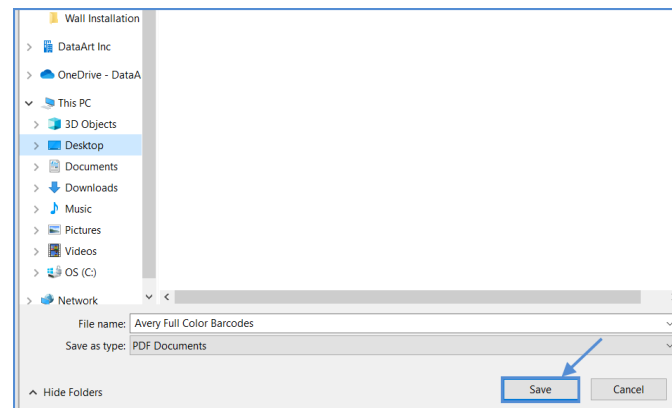 Wall Installation
DataArt Inc
OneDrive - DataA
This PC
3D Objects
Desktop
Documents
Downloads
Music
Pictures
Videos
OS (C:)
Network
File name: Avery Full Color Barcodes
Save as type: PDF Documents
Hide Folders Save Cancel